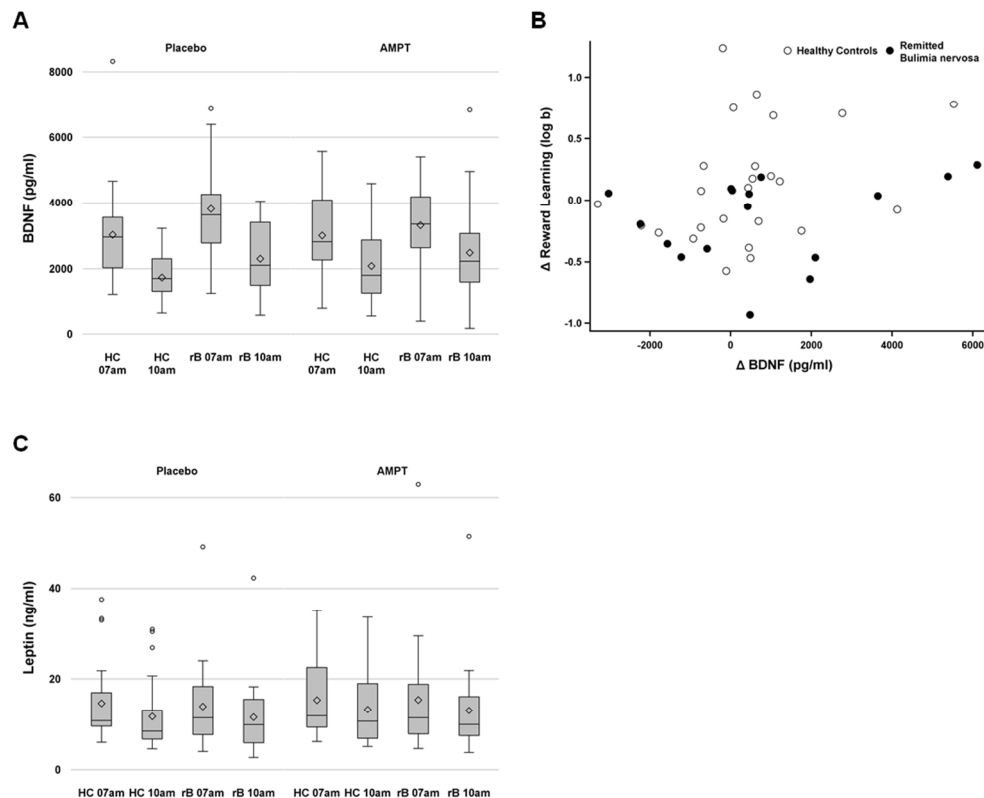 A
Placebo AMPT
BDNF (pg/ml)
8000
6000
4000
2000
0
HC HC rB 07am rB 10am HC HC rB 07am rB 10am
07am 10am 07am 10am
B
Healthy Controls Remitted
Bulimia nervosa
Δ Reward Learning (log b)
1.0
0.5
0.0
-0.5
-1.0
-2000 0 2000 4000 6000
Δ BDNF (pg/ml)
C
Placebo AMPT
Leptin (ng/ml)
60
40
20
0
HC 07am HC 10am rB 07am rB 10am HC 07am HC 10am rB 07am rB 10am